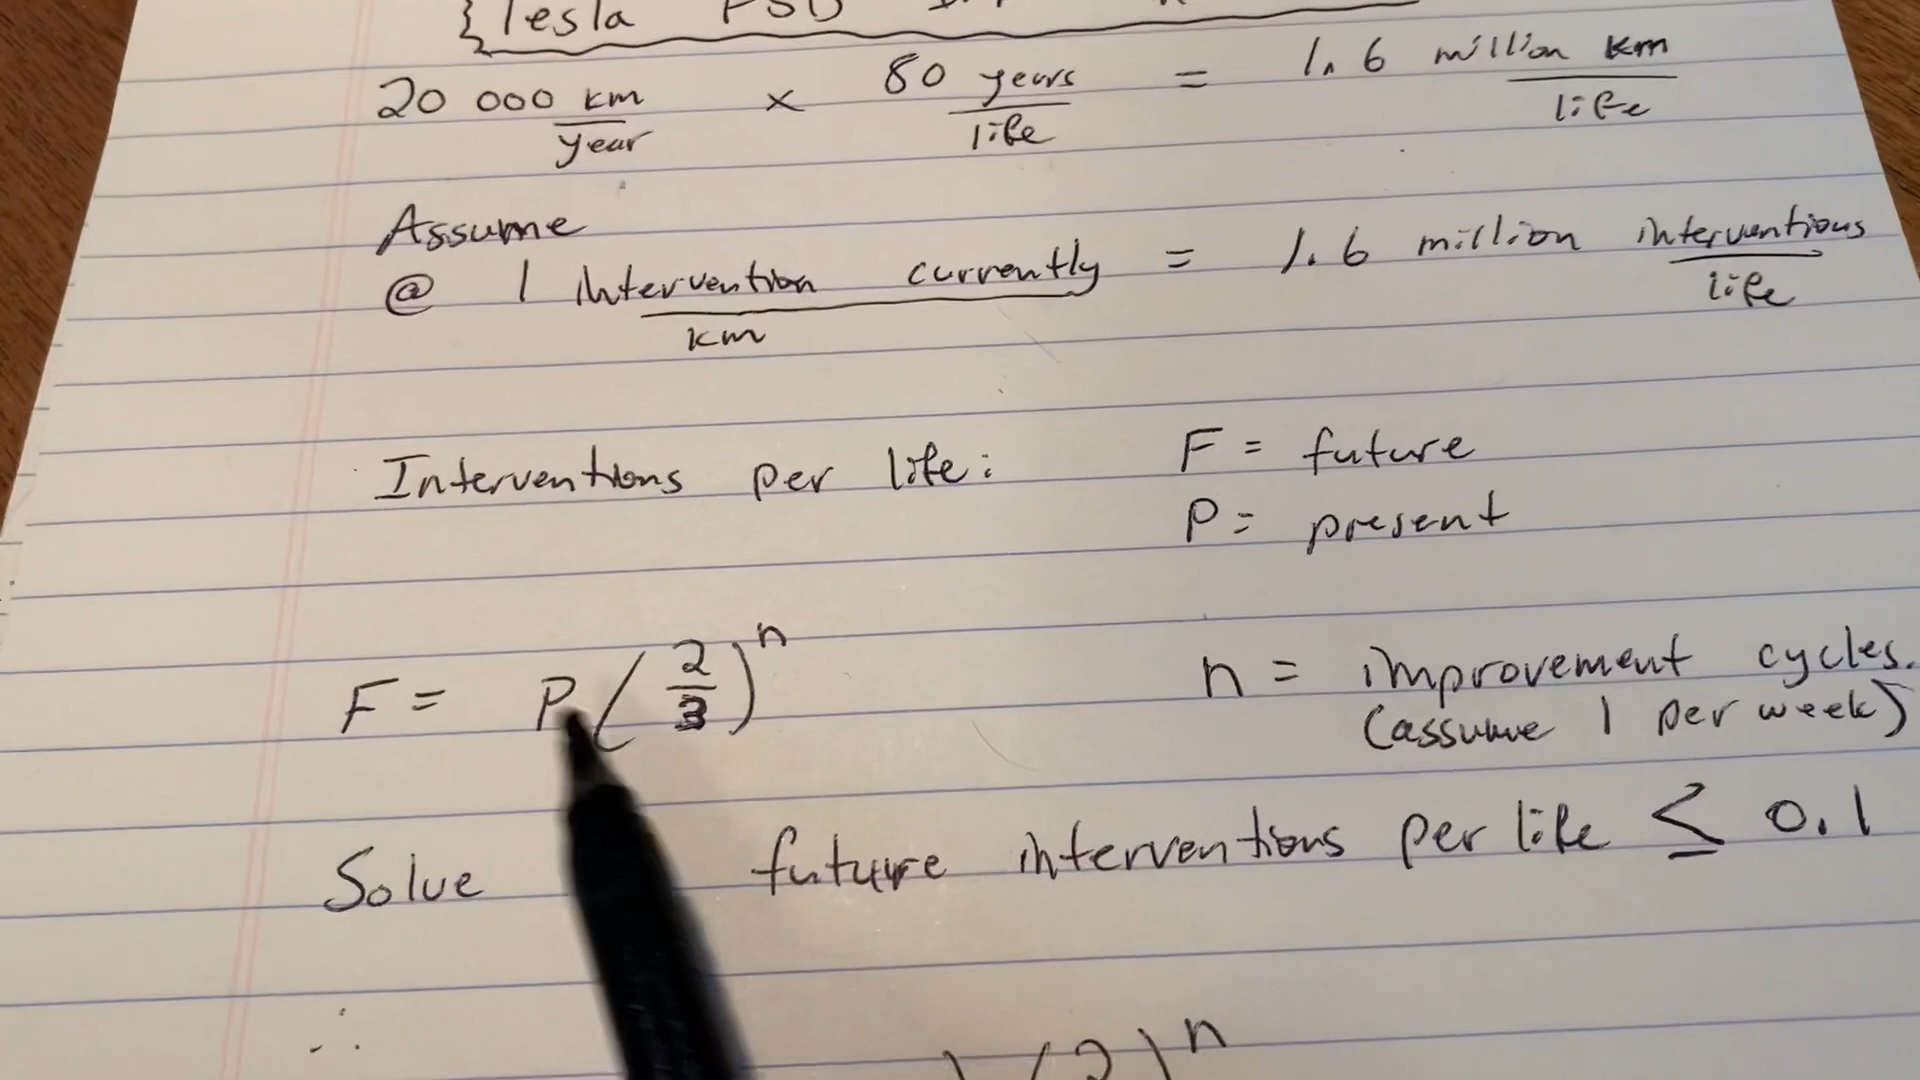 Tesla FSD
20 000 km/year × 80 years/life = 1.6 million km/life
Assume
@ 1 intervention currently/km = 1.6 million interventions/life
Interventions per life: F = future
P = present
F = P(2/3)^n n = improvement cycles.
(assume 1 per week)
Solve future interventions per life ≤ 0.1
∴ (2)^n